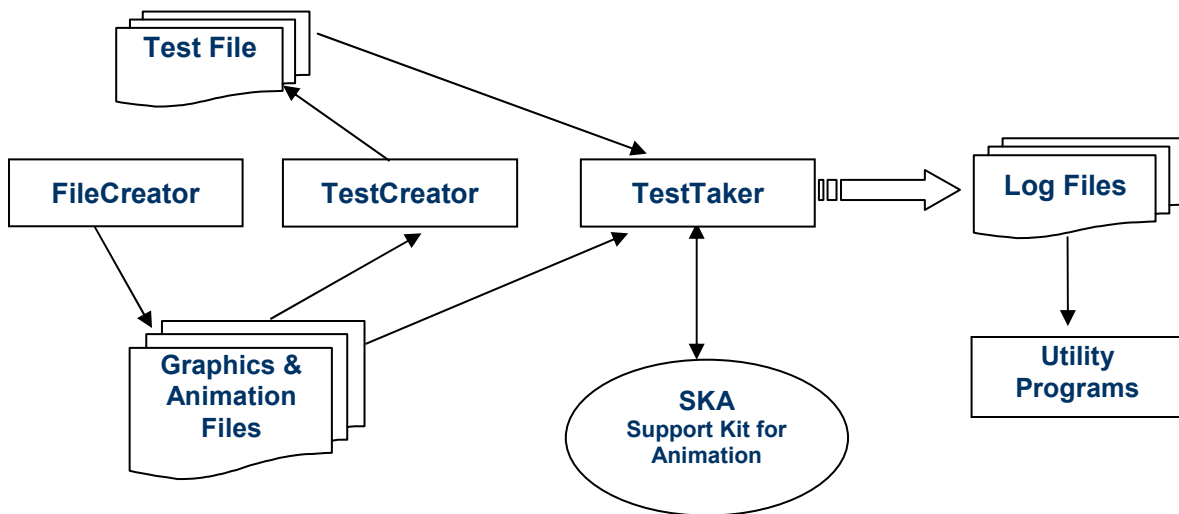 Test File
FileCreator
TestCreator
TestTaker
Log Files
Graphics &
Animation
Files
SKA
Support Kit for
Animation
Utility
Programs